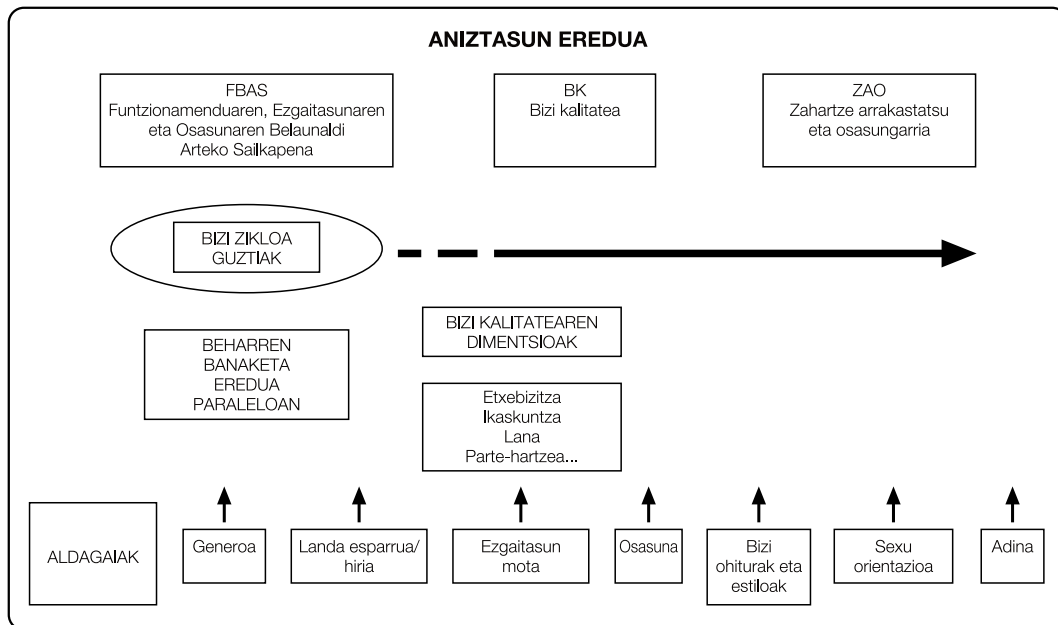 ANIZTASUN EREDUA
FBAS
Funtzionamenduaren, Ezgaitasunaren
eta Osasunaren Belaunaldi
Arteko Sailkapena
BK
Bizi kalitatea
ZAO
Zahartze arrakastatsu
eta osasungarria
BIZI ZIKLOA
GUZTIAK
BIZI KALITATEAREN
DIMENTSIOAK
BEHARREN
BANAKETA
EREDUA
PARALELOAN
Etxebizitza
Ikaskuntza
Lana
Parte-hartzea...
ALDAGAIAK
Generoa
Landa esparrua/
hiria
Ezgaitasun
mota
Osasuna
Bizi
ohiturak eta
estiloak
Sexu
orientazioa
Adina